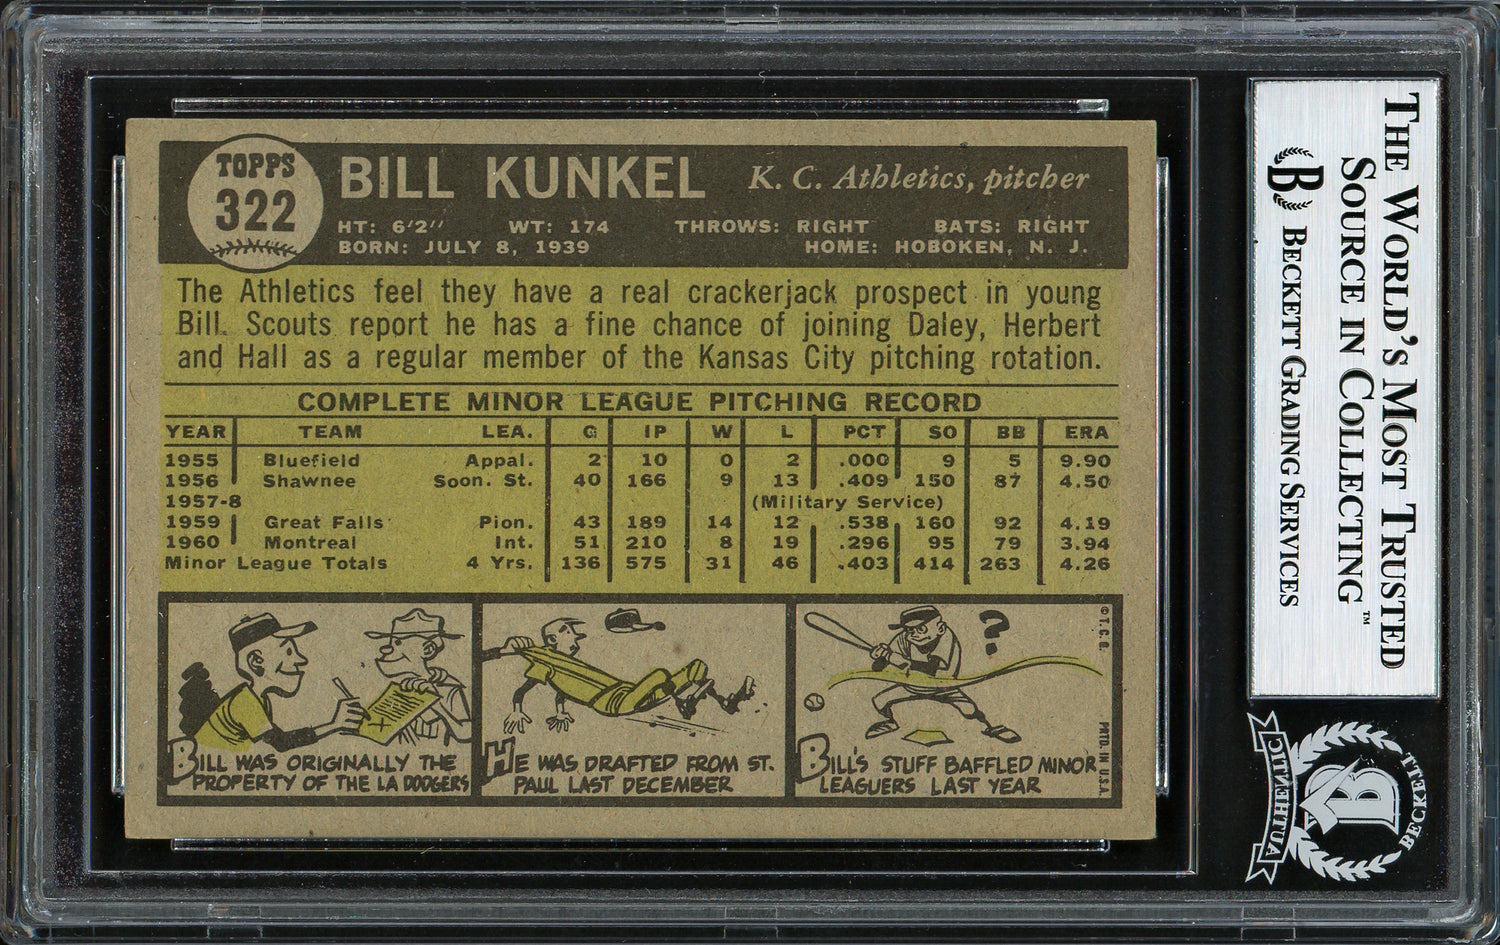 TOPPS
322
BILL KUNKEL
K. C. Athletics, pitcher
HT: 6'2" WT: 174 THROWS: RIGHT BATS: RIGHT
BORN: JULY 8, 1939 HOME: HOBOKEN, N. J.
The Athletics feel they have a real crackerjack prospect in young
Bill. Scouts report he has a fine chance of joining Daley, Herbert
and Hall as a regular member of the Kansas City pitching rotation.
COMPLETE MINOR LEAGUE PITCHING RECORD
YEAR TEAM LEA. G IP W L PCT SO BB ERA
1955 Bluefield Appal. 2 10 0 2 .000 9 5 9.90
1956 Shawnee Soon. St. 40 166 9 13 .409 150 87 4.50
1957-8 (Military Service)
1959 Great Falls Pion. 43 189 14 12 .538 160 92 4.19
1960 Montreal Int. 51 210 8 19 .296 95 79 3.94
Minor League Totals 4 Yrs. 136 575 31 46 .403 414 263 4.26
BILL WAS ORIGINALLY THE
PROPERTY OF THE LA DODGERS
HE WAS DRAFTED FROM ST.
PAUL LAST DECEMBER
?
BILL'S STUFF BAFFLED MINOR
LEAGUERS LAST YEAR
© T. C. G.
PRTD. IN U.S.A.
THE WORLD'S MOST TRUSTED
SOURCE IN COLLECTING™
B BECKETT GRADING SERVICES
AUTHENTIC
B
BECKETT